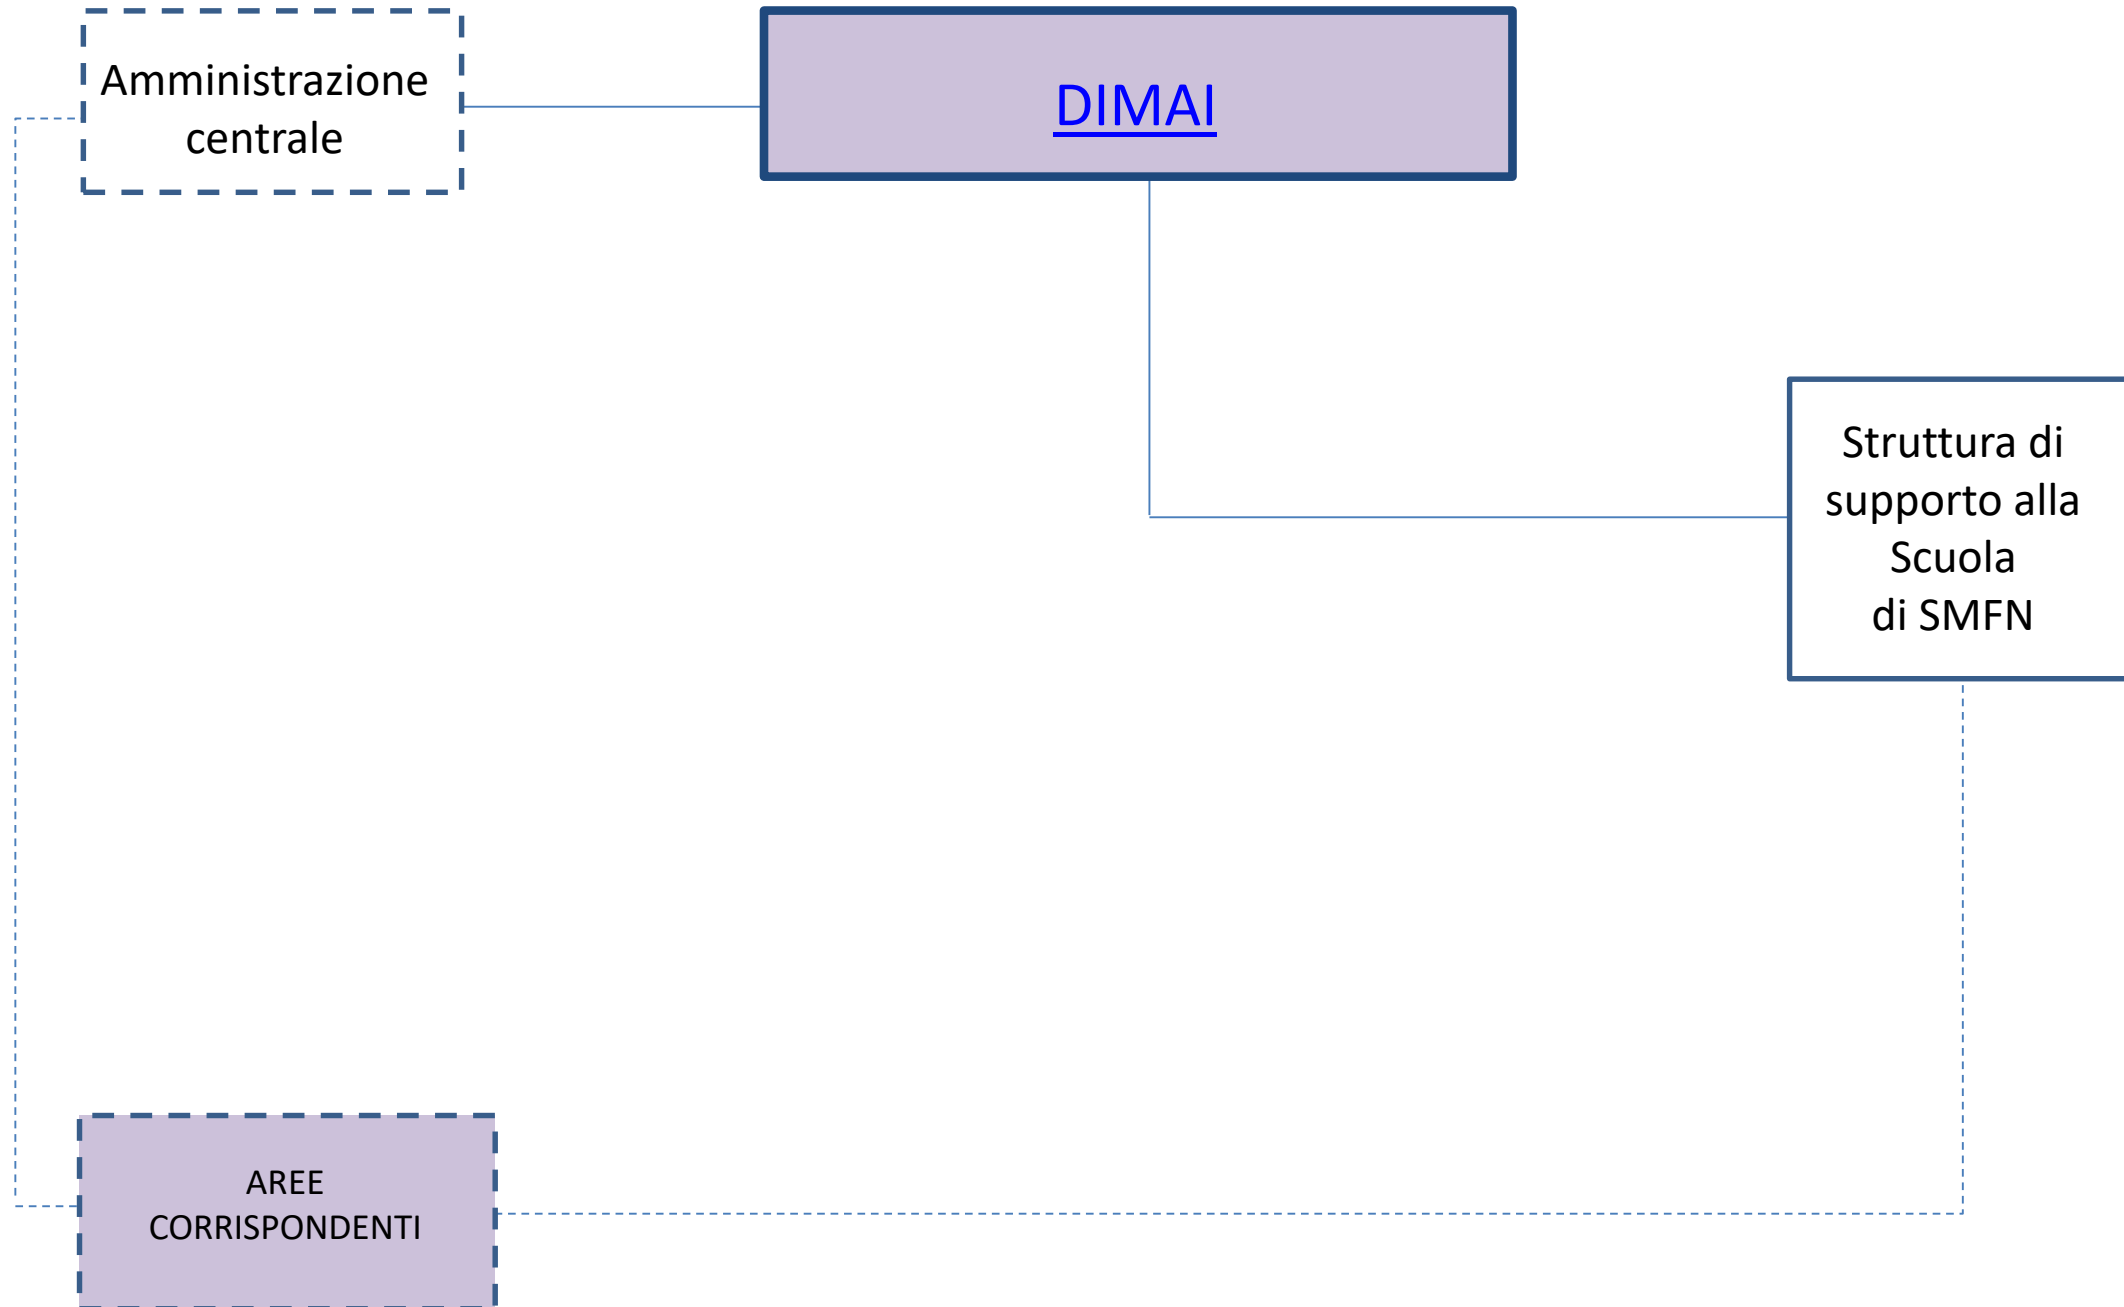 Amministrazione
centrale
DIMAI
Struttura di
supporto alla
Scuola
di SMFN
AREE
CORRISPONDENTI